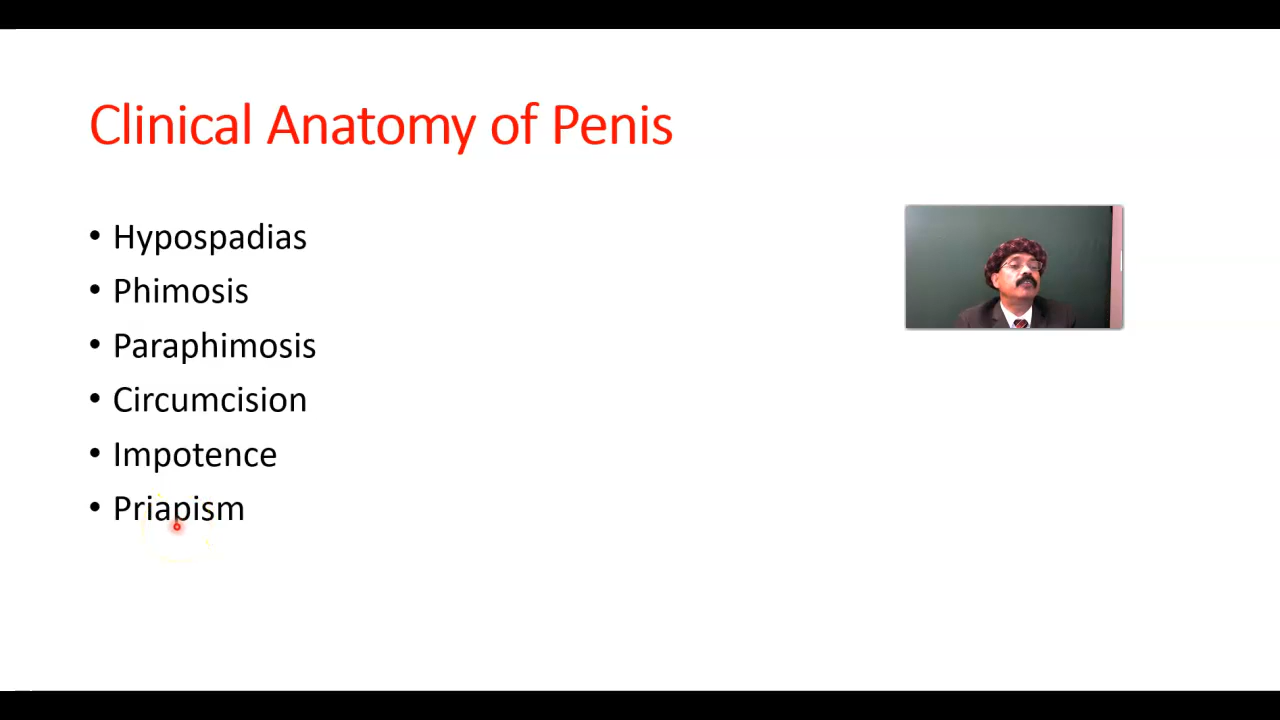 Clinical Anatomy of Penis
• Hypospadias
• Phimosis
• Paraphimosis
• Circumcision
• Impotence
• Priapism